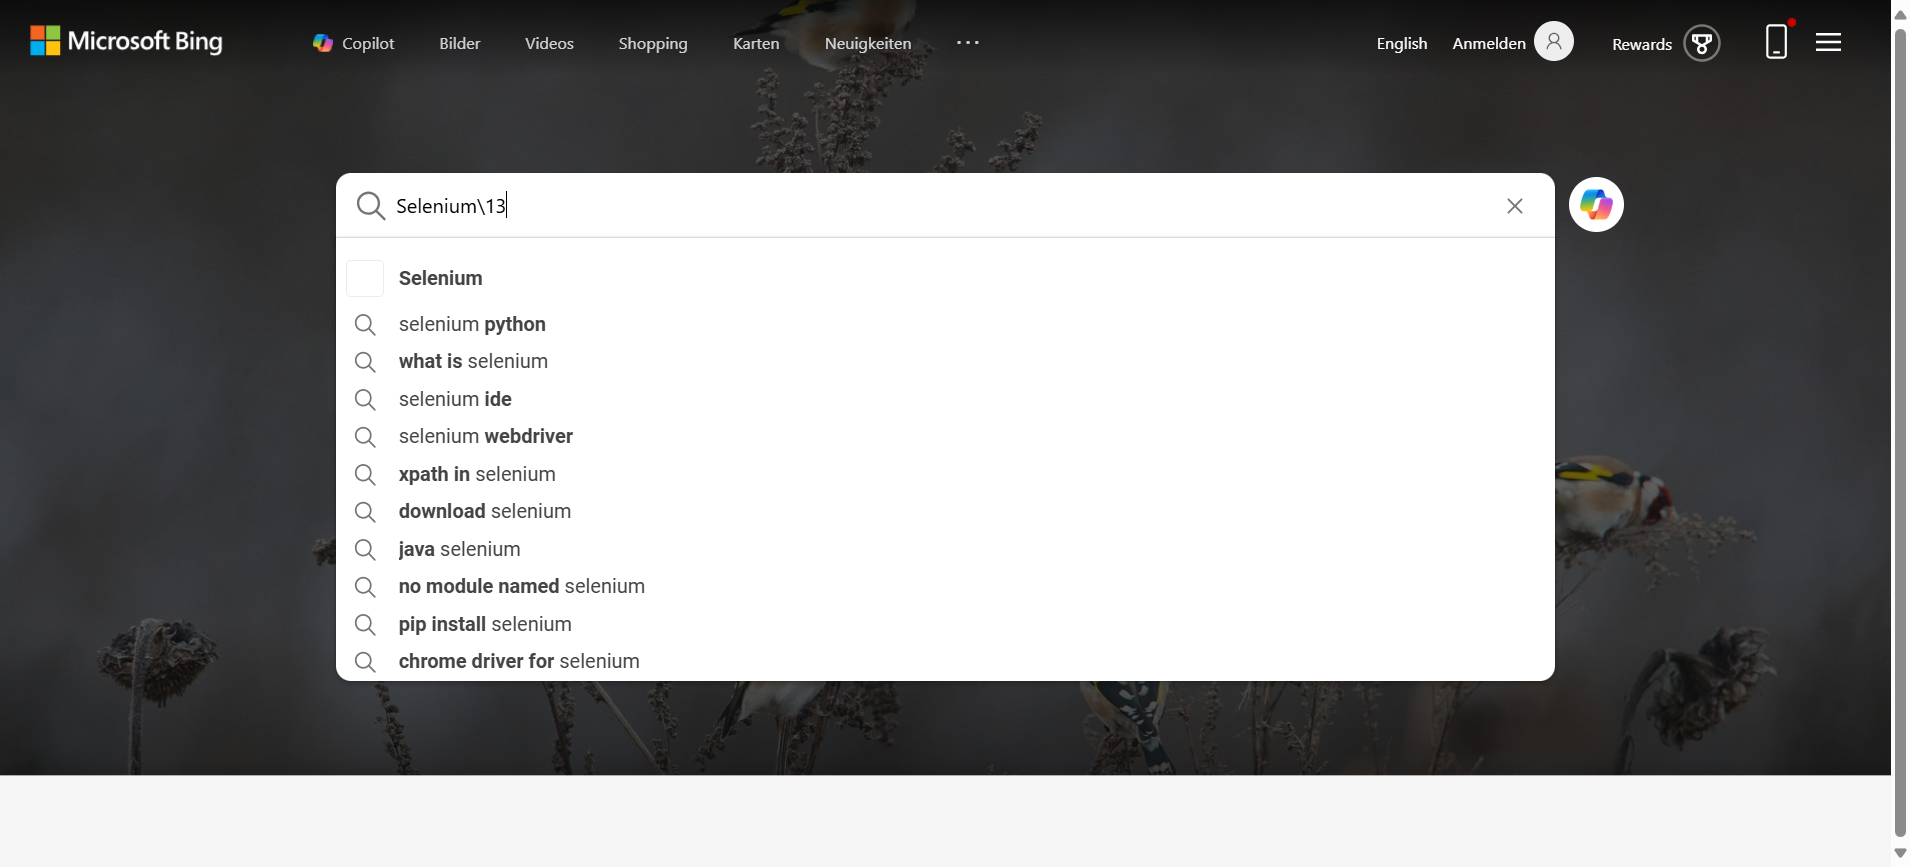 Microsoft Bing
Copilot Bilder Videos Shopping Karten Neuigkeiten ... English Anmelden Rewards
Selenium\13
Selenium
selenium python
what is selenium
selenium ide
selenium webdriver
xpath in selenium
download selenium
java selenium
no module named selenium
pip install selenium
chrome driver for selenium